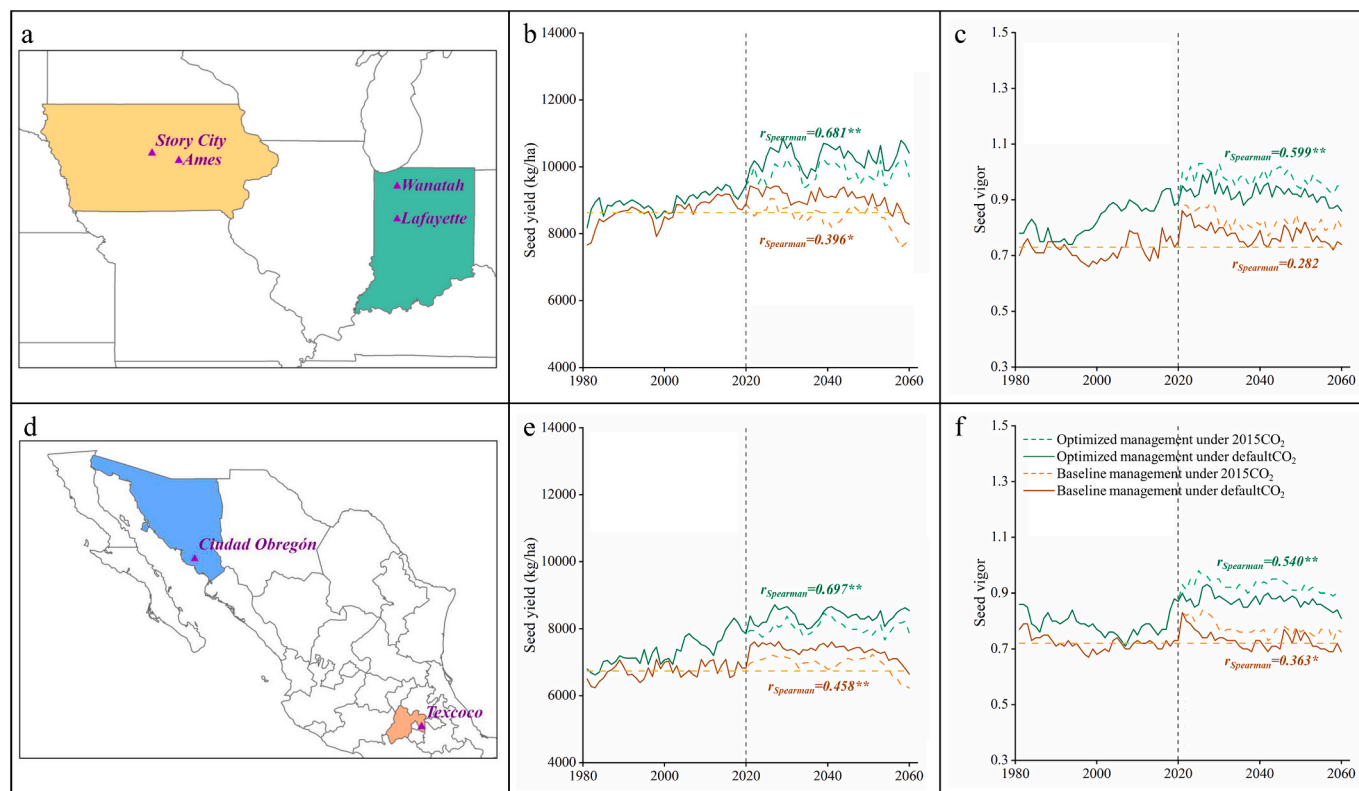 a
Story City
Ames
Wanatah
Lafayette
b
Seed yield (kg/ha)
14000
12000
10000
8000
6000
4000
r_Spearman=0.681**
r_Spearman=0.396*
1980
2000
2020
2040
2060
c
Seed vigor
1.5
1.3
1.1
0.9
0.7
0.5
0.3
r_Spearman=0.599**
r_Spearman=0.282
1980
2000
2020
2040
2060
d
Ciudad Obregón
Texcoco
e
Seed yield (kg/ha)
14000
12000
10000
8000
6000
4000
r_Spearman=0.697**
r_Spearman=0.458**
1980
2000
2020
2040
2060
f
Seed vigor
1.5
1.3
1.1
0.9
0.7
0.5
0.3
Optimized management under 2015CO₂
Optimized management under defaultCO₂
Baseline management under 2015CO₂
Baseline management under defaultCO₂
r_Spearman=0.540**
r_Spearman=0.363*
1980
2000
2020
2040
2060